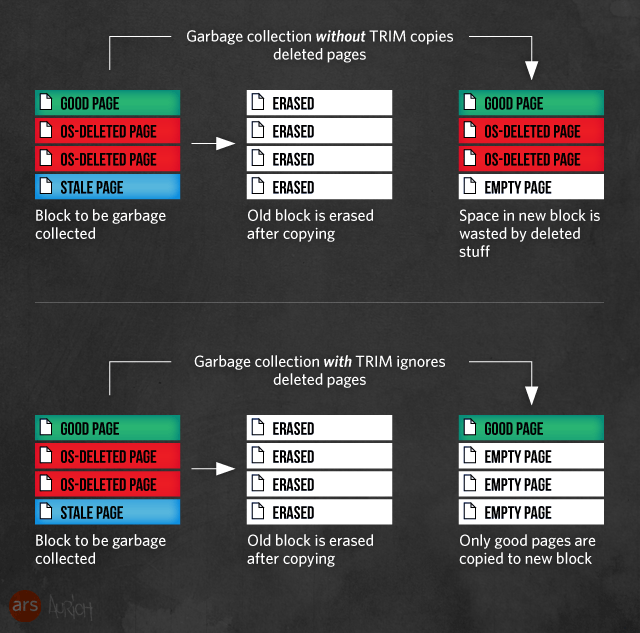 Garbage collection without TRIM copies
deleted pages
GOOD PAGE
OS-DELETED PAGE
OS-DELETED PAGE
STALE PAGE
Block to be garbage
collected
ERASED
ERASED
ERASED
ERASED
Old block is erased
after copying
GOOD PAGE
OS-DELETED PAGE
OS-DELETED PAGE
EMPTY PAGE
Space in new block is
wasted by deleted
stuff
Garbage collection with TRIM ignores
deleted pages
GOOD PAGE
OS-DELETED PAGE
OS-DELETED PAGE
STALE PAGE
Block to be garbage
collected
ERASED
ERASED
ERASED
ERASED
Old block is erased
after copying
GOOD PAGE
EMPTY PAGE
EMPTY PAGE
EMPTY PAGE
Only good pages are
copied to new block
ars
AURICH